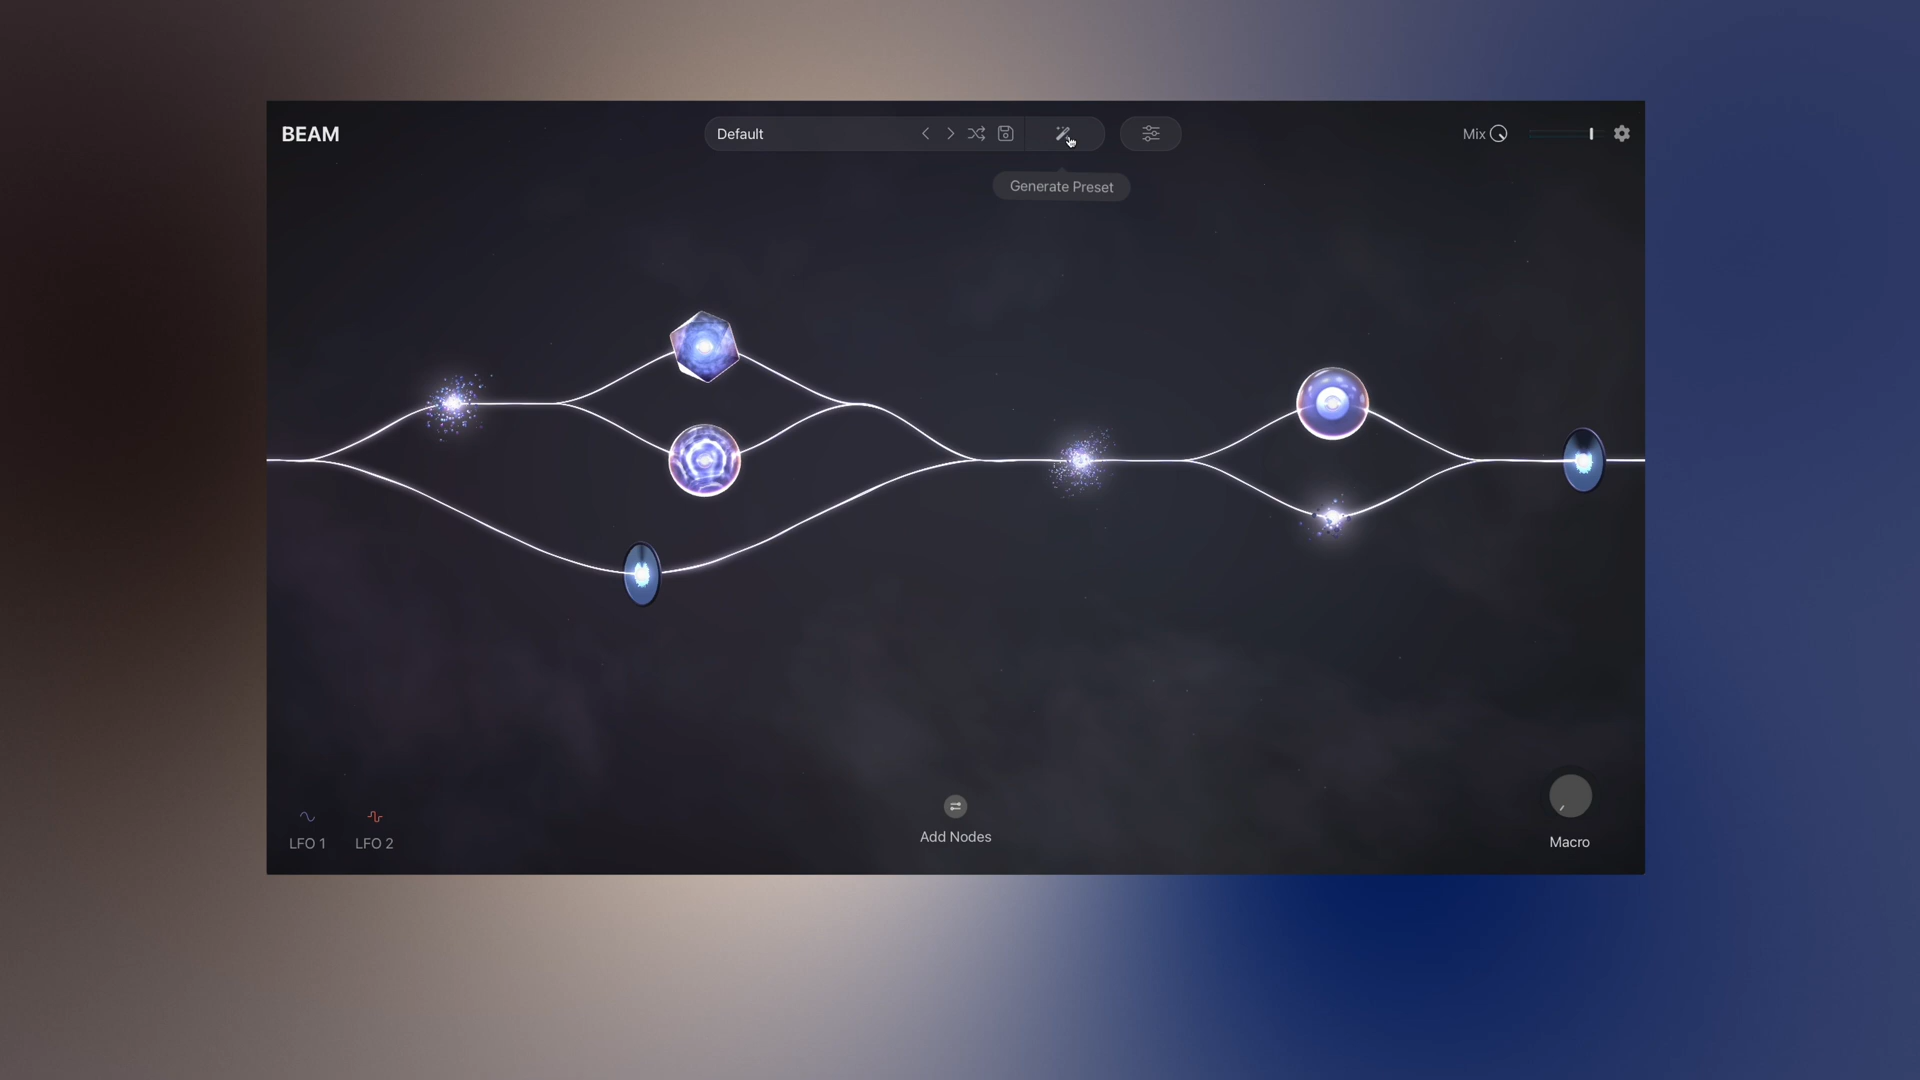 BEAM
Default
Mix
Generate Preset
LFO 1
LFO 2
Add Nodes
Macro